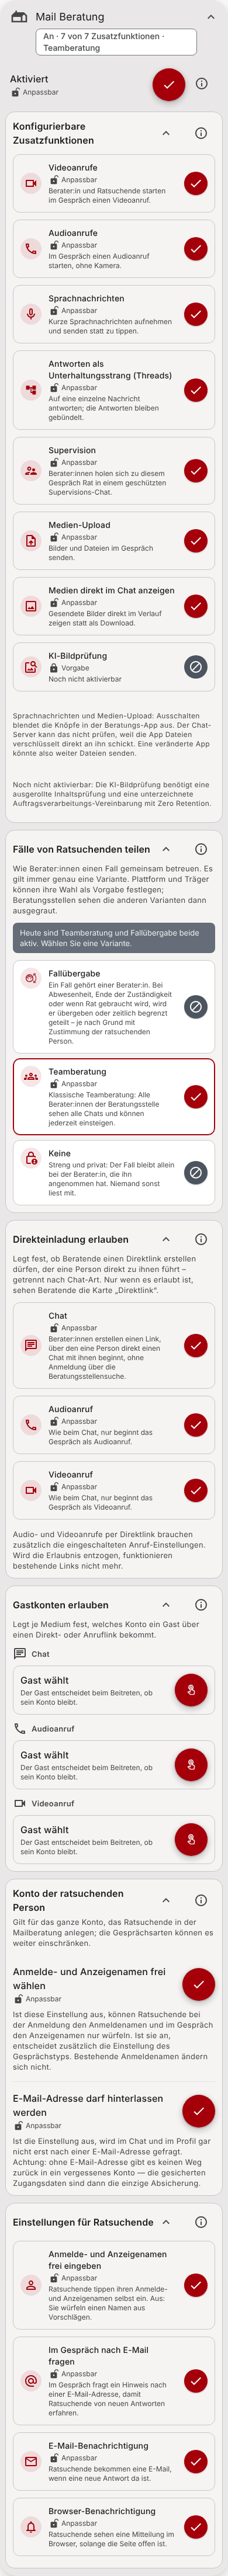 Mail Beratung
An · 7 von 7 Zusatzfunktionen ·
Teamberatung
Aktiviert
Anpassbar
Konfigurierbare
Zusatzfunktionen
Videoanrufe
Anpassbar
Berater:in und Ratsuchende starten
im Gespräch einen Videoanruf.
Audioanrufe
Anpassbar
Im Gespräch einen Audioanruf
starten, ohne Kamera.
Sprachnachrichten
Anpassbar
Kurze Sprachnachrichten aufnehmen
und senden statt zu tippen.
Antworten als
Unterhaltungsstrang (Threads)
Anpassbar
Auf eine einzelne Nachricht
antworten; die Antworten bleiben
gebündelt.
Supervision
Anpassbar
Berater:innen holen sich zu diesem
Gespräch Rat in einem geschützten
Supervisions-Chat.
Medien-Upload
Anpassbar
Bilder und Dateien im Gespräch
senden.
Medien direkt im Chat anzeigen
Anpassbar
Gesendete Bilder direkt im Verlauf
zeigen statt als Download.
KI-Bildprüfung
Vorgabe
Noch nicht aktivierbar
Sprachnachrichten und Medien-Upload: Ausschalten
blendet die Knöpfe in der Beratungs-App aus. Der Chat-
Server kann das nicht prüfen, weil die App Dateien
verschlüsselt direkt an ihn schickt. Eine veränderte App
könnte also weiter Dateien senden.
Noch nicht aktivierbar: Die KI-Bildprüfung benötigt eine
ausgerollte Inhaltsprüfung und eine unterzeichnete
Auftragsverarbeitungs-Vereinbarung mit Zero Retention.
Fälle von Ratsuchenden teilen
Wie Berater:innen einen Fall gemeinsam betreuen. Es
gilt immer genau eine Variante. Plattform und Träger
können ihre Wahl als Vorgabe festlegen;
Beratungsstellen sehen die anderen Varianten dann
ausgegraut.
Heute sind Teamberatung und Fallübergabe beide
aktiv. Wählen Sie eine Variante.
Fallübergabe
Ein Fall gehört einer Berater:in. Bei
Abwesenheit, Ende der Zuständigkeit
oder wenn Rat gebraucht wird, wird
er übergeben oder zeitlich begrenzt
geteilt – je nach Grund mit
Zustimmung der ratsuchenden
Person.
Teamberatung
Anpassbar
Klassische Teamberatung: Alle
Berater:innen der Beratungsstelle
sehen alle Chats und können
jederzeit einsteigen.
Keine
Streng und privat: Der Fall bleibt allein
bei der Berater:in, die ihn
angenommen hat. Niemand sonst
liest mit.
Direkteinladung erlauben
Legt fest, ob Beratende einen Direktlink erstellen
dürfen, der eine Person direkt zu ihnen führt –
getrennt nach Chat-Art. Nur wenn es erlaubt ist,
sehen Beratende die Karte „Direktlink“.
Chat
Anpassbar
Berater:innen erstellen einen Link,
über den eine Person direkt einen
Chat mit ihnen beginnt, ohne
Anmeldung über die
Beratungsstellensuche.
Audioanruf
Anpassbar
Wie beim Chat, nur beginnt das
Gespräch als Audioanruf.
Videoanruf
Anpassbar
Wie beim Chat, nur beginnt das
Gespräch als Videoanruf.
Audio- und Videoanrufe per Direktlink brauchen
zusätzlich die eingeschalteten Anruf-Einstellungen.
Wird die Erlaubnis entzogen, funktionieren
bestehende Links nicht mehr.
Gastkonten erlauben
Legt je Medium fest, welches Konto ein Gast über
einen Direkt- oder Anruflink bekommt.
Chat
Gast wählt
Der Gast entscheidet beim Beitreten, ob
sein Konto bleibt.
Audioanruf
Gast wählt
Der Gast entscheidet beim Beitreten, ob
sein Konto bleibt.
Videoanruf
Gast wählt
Der Gast entscheidet beim Beitreten, ob
sein Konto bleibt.
Konto der ratsuchenden
Person
Gilt für das ganze Konto, das Ratsuchende in der
Mailberatung anlegen; die Gesprächsarten können es
weiter einschränken.
Anmelde- und Anzeigenamen frei
wählen
Anpassbar
Ist diese Einstellung aus, können Ratsuchende bei
der Anmeldung den Anmeldenamen und im Gespräch
den Anzeigenamen nur würfeln. Ist sie an,
entscheidet zusätzlich die Einstellung des
Gesprächstyps. Bestehende Anmeldenamen ändern
sich nicht.
E-Mail-Adresse darf hinterlassen
werden
Anpassbar
Ist die Einstellung aus, wird im Chat und im Profil gar
nicht erst nach einer E-Mail-Adresse gefragt.
Achtung: ohne E-Mail-Adresse gibt es keinen Weg
zurück in ein vergessenes Konto — die gesicherten
Zugangsdaten sind dann die einzige Absicherung.
Einstellungen für Ratsuchende
Anmelde- und Anzeigenamen
frei eingeben
Anpassbar
Ratsuchende tippen ihren Anmelde-
und Anzeigenamen selbst ein. Aus:
Sie würfeln einen Namen aus
Vorschlägen.
Im Gespräch nach E-Mail
fragen
Anpassbar
Im Gespräch fragt ein Hinweis nach
einer E-Mail-Adresse, damit
Ratsuchende von neuen Antworten
erfahren.
E-Mail-Benachrichtigung
Anpassbar
Ratsuchende bekommen eine E-Mail,
wenn eine neue Antwort da ist.
Browser-Benachrichtigung
Anpassbar
Ratsuchende sehen eine Mitteilung im
Browser, solange die Seite offen ist.